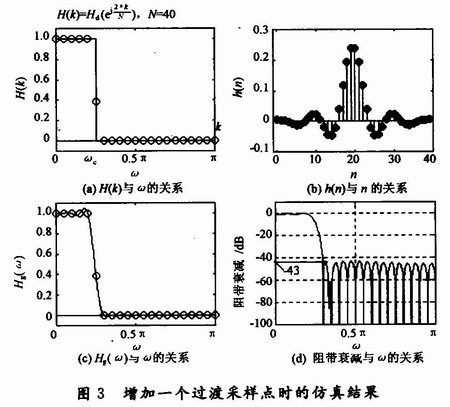 H(k)=H_d(e^{j\frac{2πk}{N}}), N=40
1.0
0.8
0.4
0.2
0
H(k)
0
ω_c
0.5π
π
k
ω
(a) H(k)与 ω的关系
0.3
0.2
0.1
0
-0.1
h(n)
0
10
20
30
40
n
(b) h(n)与 n 的关系
1.0
0.8
0.6
0.4
0.2
0
H_g(ω)
0
0.5π
π
ω
(c) H_g(ω)与ω的关系
0
-20
-40
-43
-60
-80
-100
阻带衰减/dB
0
0.5π
π
ω
(d) 阻带衰减与ω的关系
图 3 增加一个过渡采样点时的仿真结果